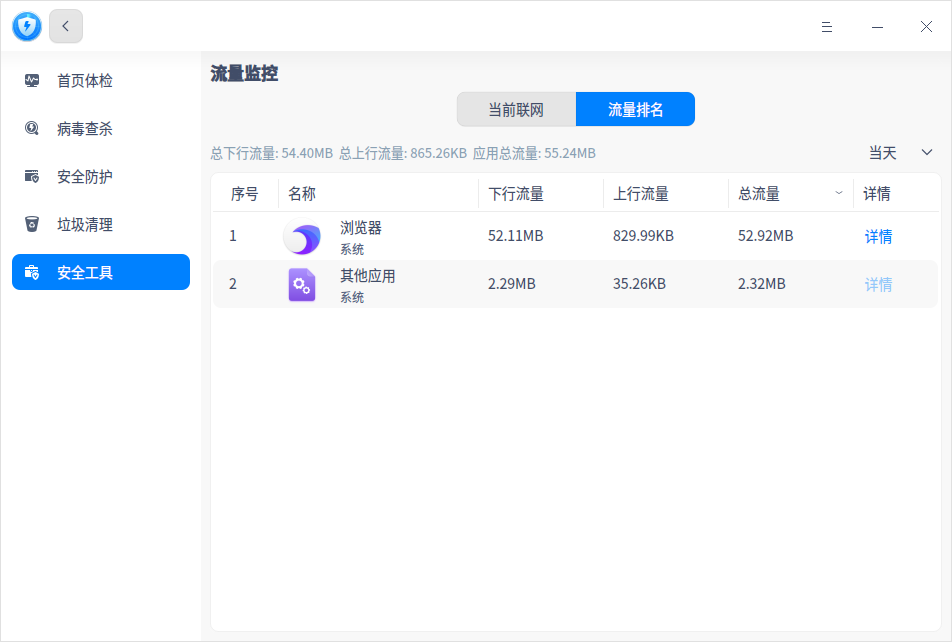 首页体检
病毒查杀
安全防护
垃圾清理
安全工具
流量监控
当前联网 流量排名
总下行流量: 54.40MB 总上行流量: 865.26KB 应用总流量: 55.24MB 当天
序号 名称 下行流量 上行流量 总流量 详情
1 浏览器 系统 52.11MB 829.99KB 52.92MB 详情
2 其他应用 系统 2.29MB 35.26KB 2.32MB 详情